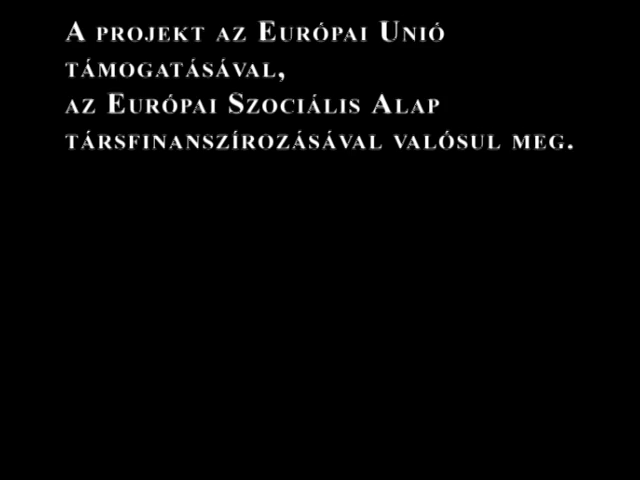 A projekt az Európai Unió
támogatásával,
az Európai Szociális Alap
társfinanszírozásával valósul meg.